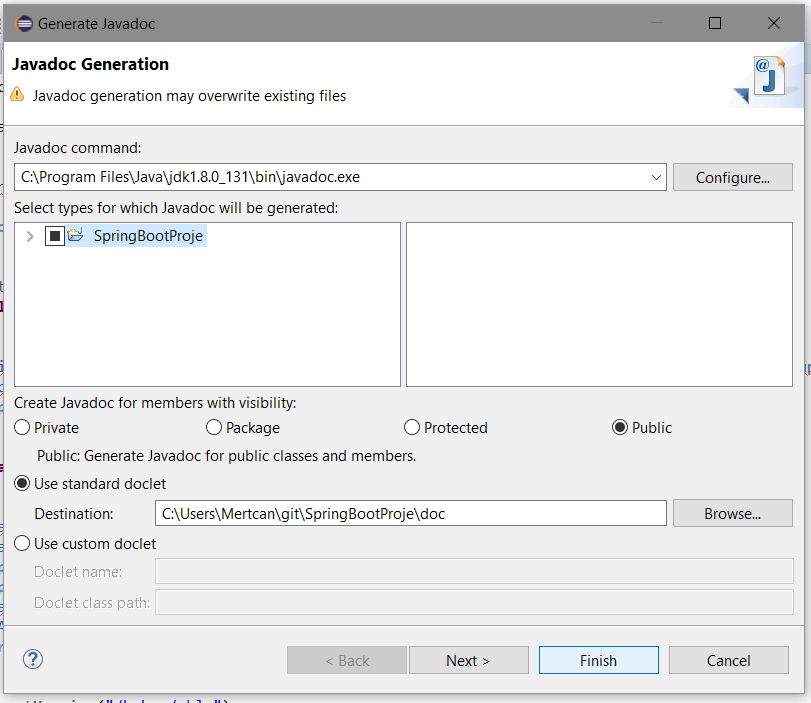 Generate Javadoc
Javadoc Generation
Javadoc generation may overwrite existing files
Javadoc command:
C:\Program Files\Java\jdk1.8.0_131\bin\javadoc.exe
Configure...
Select types for which Javadoc will be generated:
SpringBootProje
Create Javadoc for members with visibility:
Private Package Protected Public
Public: Generate Javadoc for public classes and members.
Use standard doclet
Destination: C:\Users\Mertcan\git\SpringBootProje\doc Browse...
Use custom doclet
Doclet name:
Doclet class path:
< Back Next > Finish Cancel